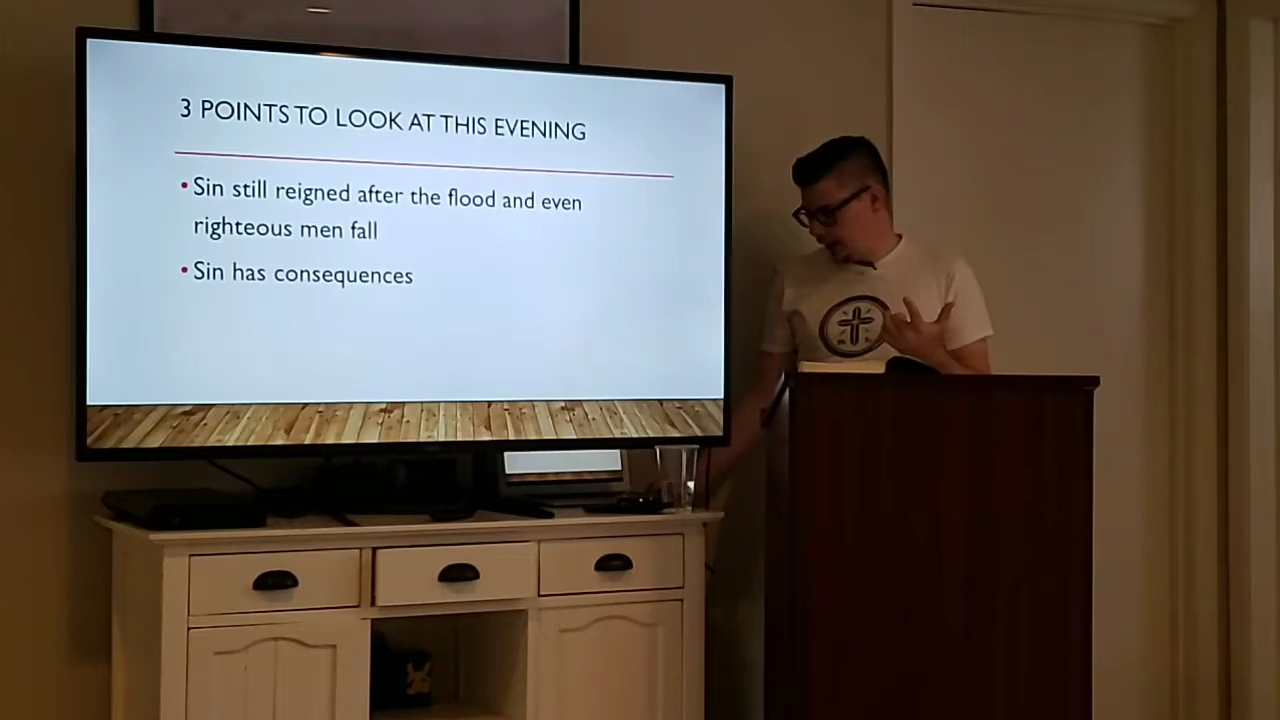 3 POINTS TO LOOK AT THIS EVENING
• Sin still reigned after the flood and even
righteous men fall
• Sin has consequences